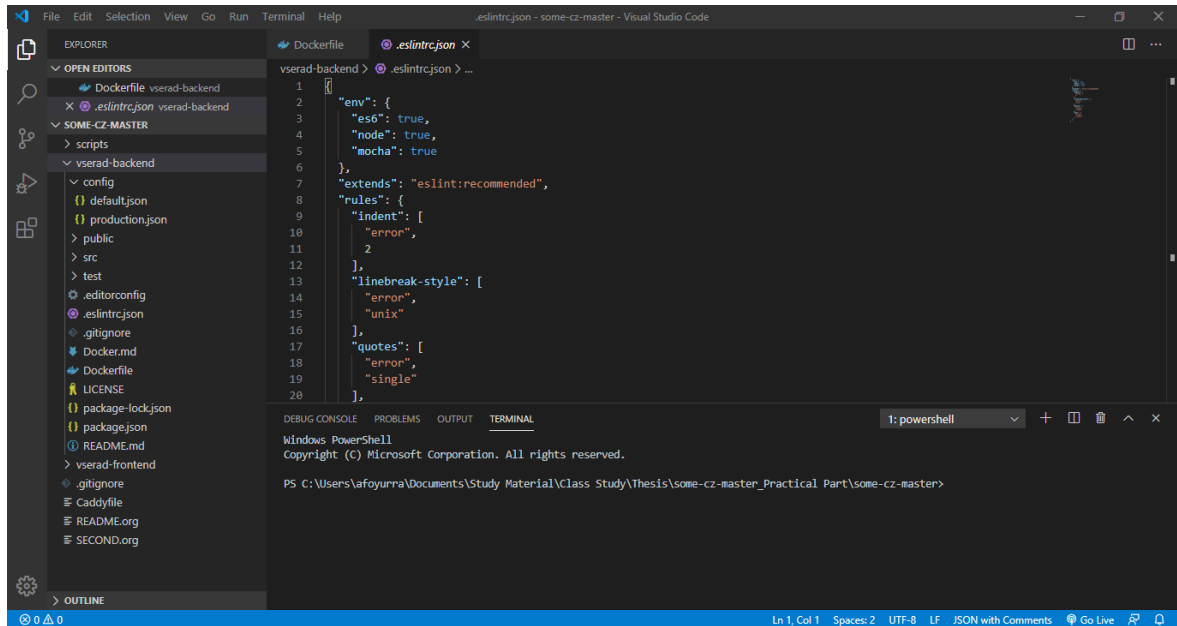 File Edit Selection View Go Run Terminal Help .eslintrc.json - some-cz-master - Visual Studio Code
EXPLORER
OPEN EDITORS
Dockerfile vserad-backend
.eslintrc.json vserad-backend
SOME-CZ-MASTER
scripts
vserad-backend
config
{} default.json
{} production.json
public
src
test
.editorconfig
.eslintrc.json
.gitignore
Docker.md
Dockerfile
LICENSE
{} package-lock.json
{} package.json
README.md
vserad-frontend
.gitignore
Caddyfile
README.org
SECOND.org
OUTLINE
Dockerfile .eslintrc.json
vserad-backend > .eslintrc.json > ...
1 {
2 "env": {
3 "es6": true,
4 "node": true,
5 "mocha": true
6 },
7 "extends": "eslint:recommended",
8 "rules": {
9 "indent": [
10 "error",
11 2
12 ],
13 "linebreak-style": [
14 "error",
15 "unix"
16 ],
17 "quotes": [
18 "error",
19 "single"
20 ],
DEBUG CONSOLE PROBLEMS OUTPUT TERMINAL 1: powershell
Windows PowerShell
Copyright (C) Microsoft Corporation. All rights reserved.
PS C:\Users\afoyurra\Documents\Study Material\Class Study\Thesis\some-cz-master_Practical Part\some-cz-master>
0 0 Ln 1, Col 1 Spaces: 2 UTF-8 LF JSON with Comments Go Live